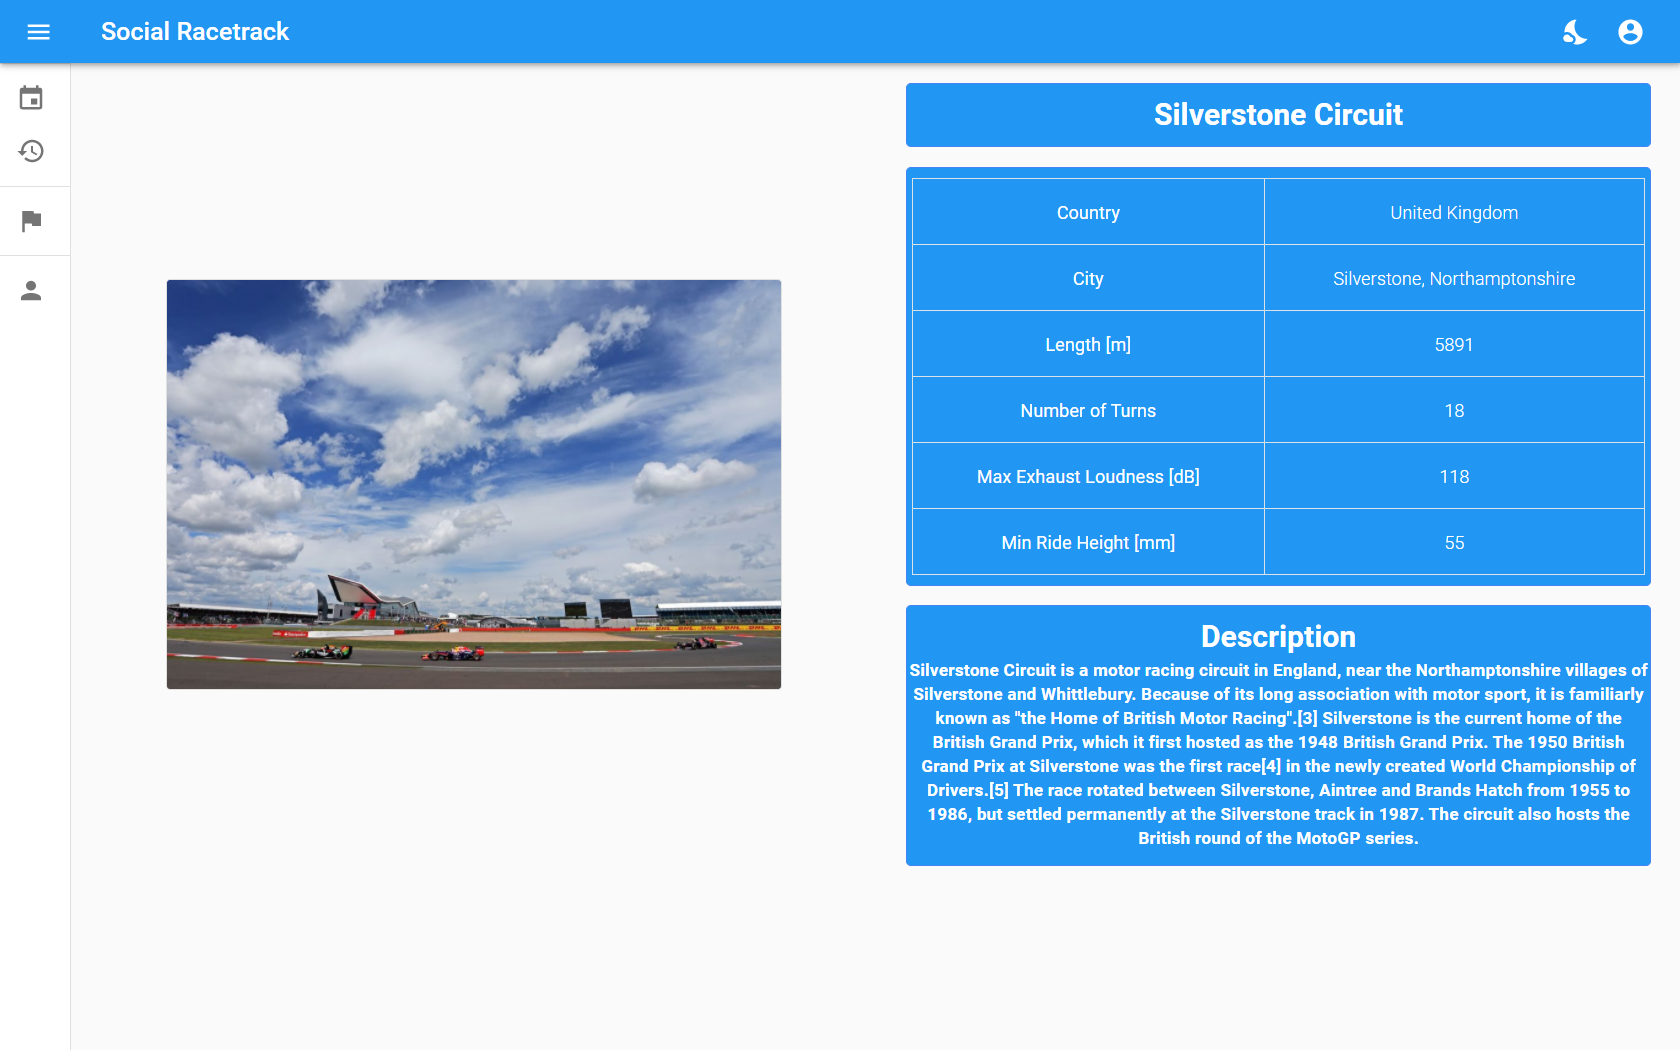 Social Racetrack
Silverstone Circuit
Country United Kingdom
City Silverstone, Northamptonshire
Length [m] 5891
Number of Turns 18
Max Exhaust Loudness [dB] 118
Min Ride Height [mm] 55
Description
Silverstone Circuit is a motor racing circuit in England, near the Northamptonshire villages of
Silverstone and Whittlebury. Because of its long association with motor sport, it is familiarly
known as "the Home of British Motor Racing".[3] Silverstone is the current home of the
British Grand Prix, which it first hosted as the 1948 British Grand Prix. The 1950 British
Grand Prix at Silverstone was the first race[4] in the newly created World Championship of
Drivers.[5] The race rotated between Silverstone, Aintree and Brands Hatch from 1955 to
1986, but settled permanently at the Silverstone track in 1987. The circuit also hosts the
British round of the MotoGP series.